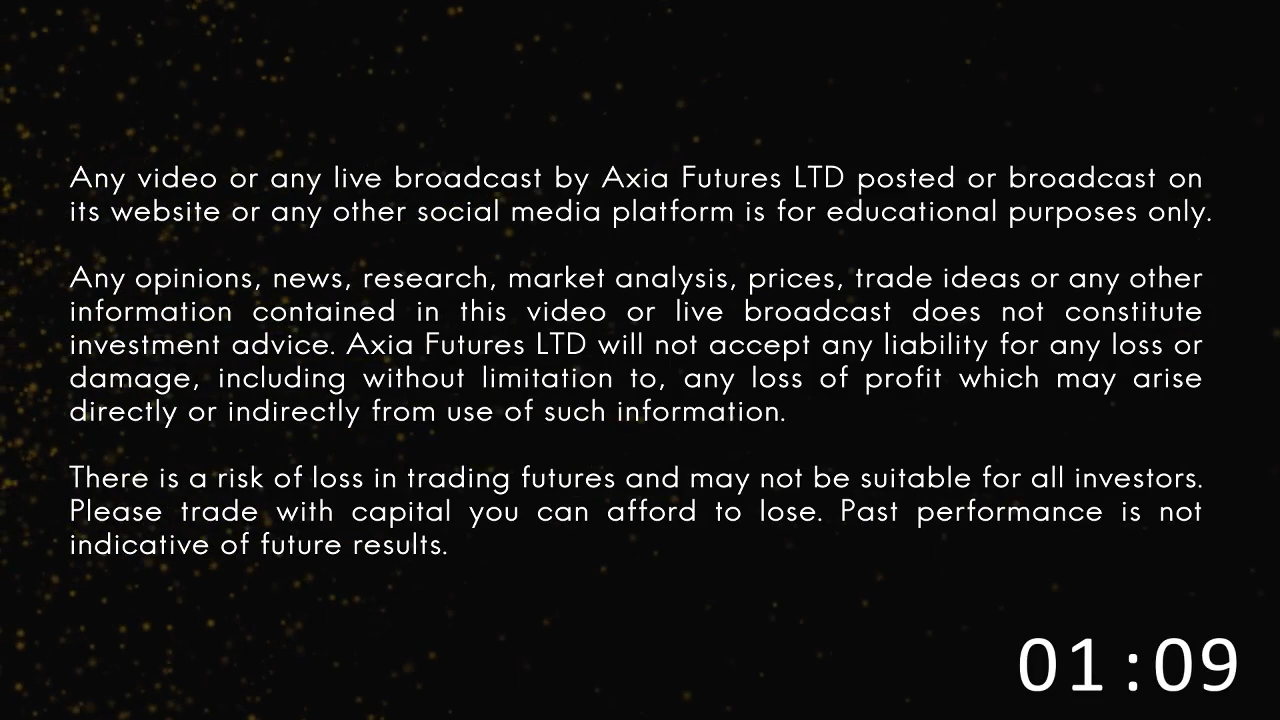 Any video or any live broadcast by Axia Futures LTD posted or broadcast on
its website or any other social media platform is for educational purposes only.
Any opinions, news, research, market analysis, prices, trade ideas or any other
information contained in this video or live broadcast does not constitute
investment advice. Axia Futures LTD will not accept any liability for any loss or
damage, including without limitation to, any loss of profit which may arise
directly or indirectly from use of such information.
There is a risk of loss in trading futures and may not be suitable for all investors.
Please trade with capital you can afford to lose. Past performance is not
indicative of future results.
01:09